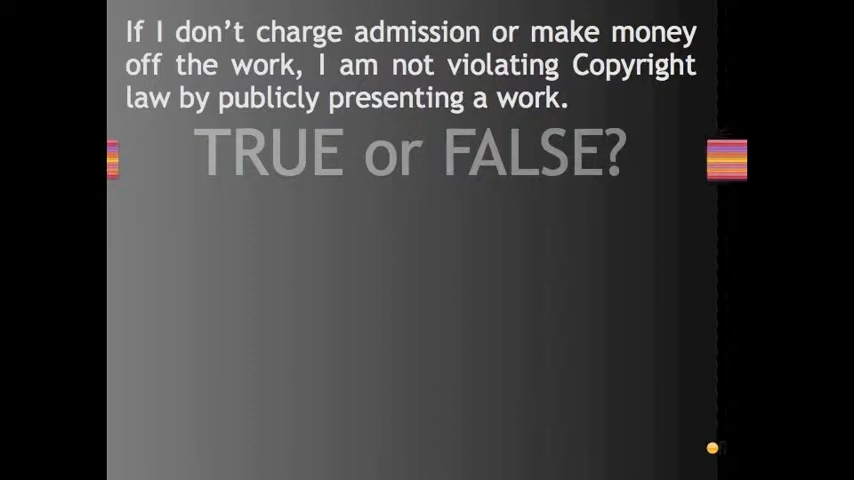 If I don’t charge admission or make money
off the work, I am not violating Copyright
law by publicly presenting a work.
TRUE or FALSE?